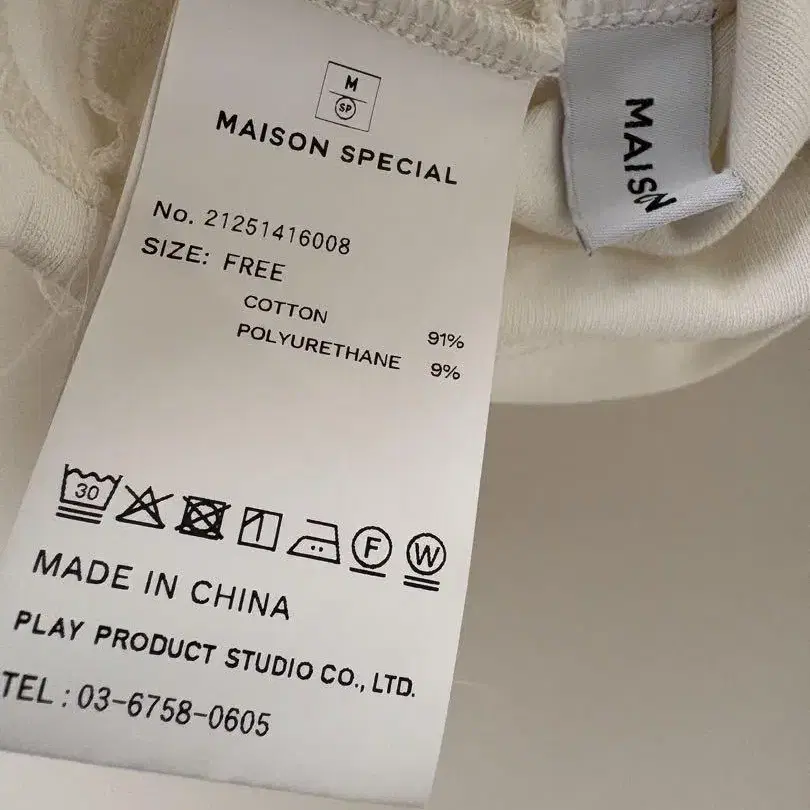 M
SP
MAISON SPECIAL
No. 21251416008
SIZE: FREE
COTTON 91%
POLYURETHANE 9%
30
F
W
MADE IN CHINA
PLAY PRODUCT STUDIO CO., LTD.
TEL : 03-6758-0605